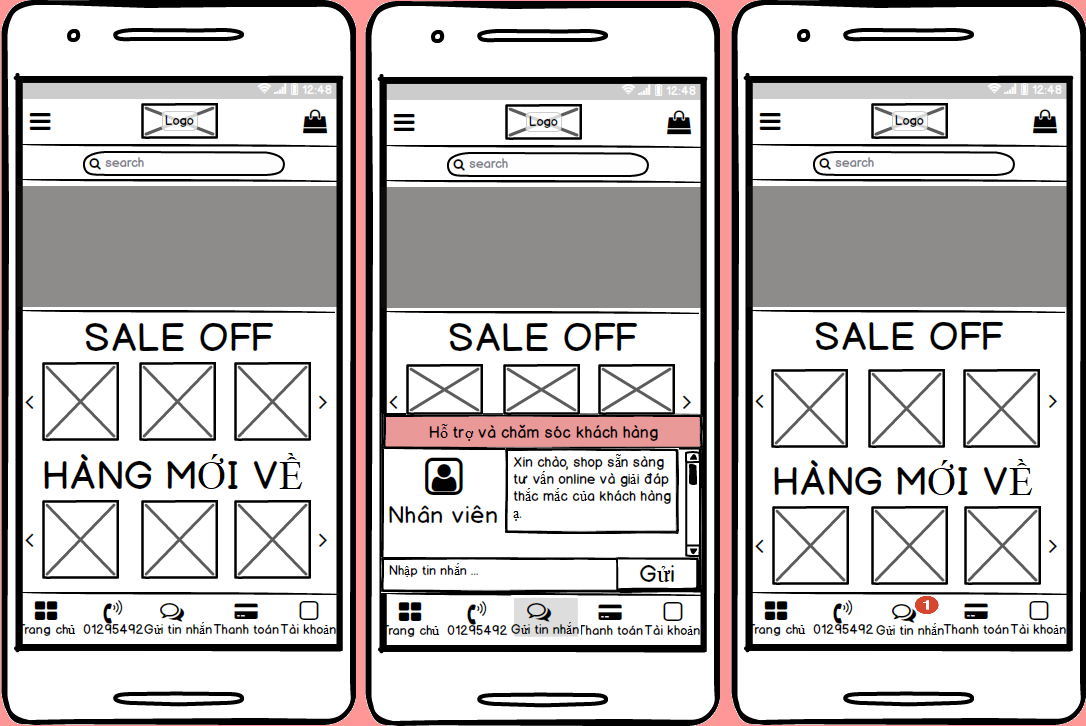 12:48
Logo
search
SALE OFF
HÀNG MỚI VỀ
Trang chủ 01295492 Gửi tin nhắn Thanh toán Tài khoản
12:48
Logo
search
SALE OFF
Hỗ trợ và chăm sóc khách hàng
Nhân viên
Xin chào, shop sẵn sàng
tư vấn online và giải đáp
thắc mắc của khách hàng
ạ.
Nhập tin nhắn ...
Gửi
Trang chủ 01295492 Gửi tin nhắn Thanh toán Tài khoản
12:48
Logo
search
SALE OFF
HÀNG MỚI VỀ
1
Trang chủ 01295492 Gửi tin nhắn Thanh toán Tài khoản